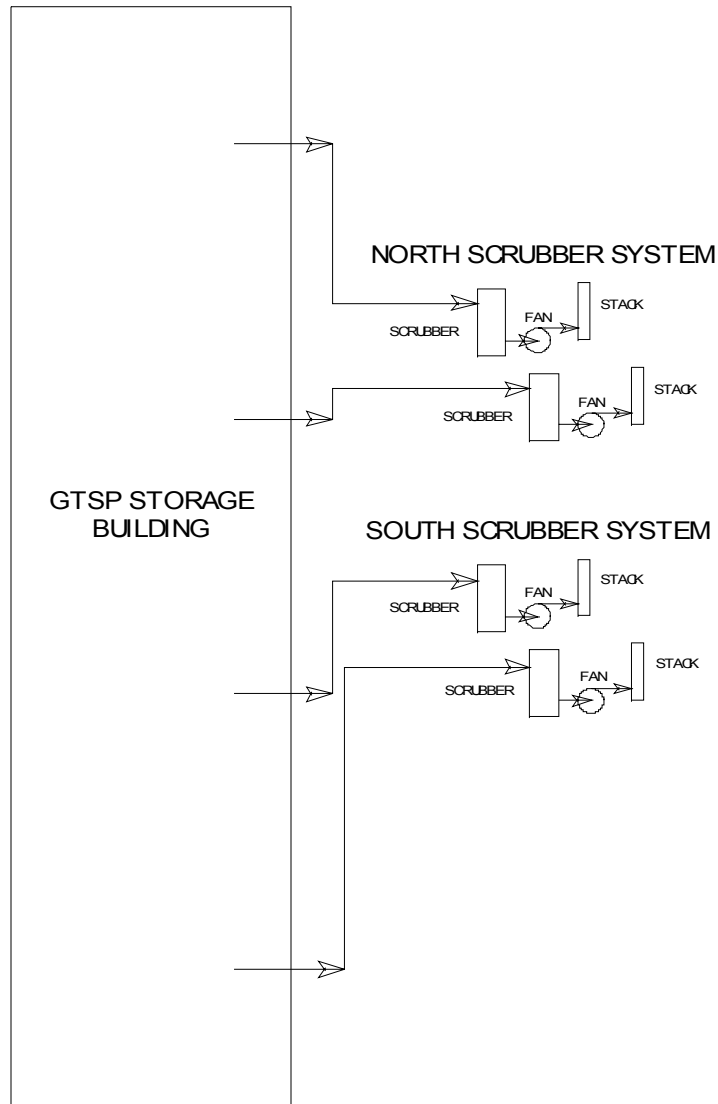 NORTH SCRUBBER SYSTEM
FAN
STACK
SCRUBBER
FAN
STACK
SCRUBBER
GTSP STORAGE
BUILDING
SOUTH SCRUBBER SYSTEM
FAN
STACK
SCRUBBER
FAN
STACK
SCRUBBER